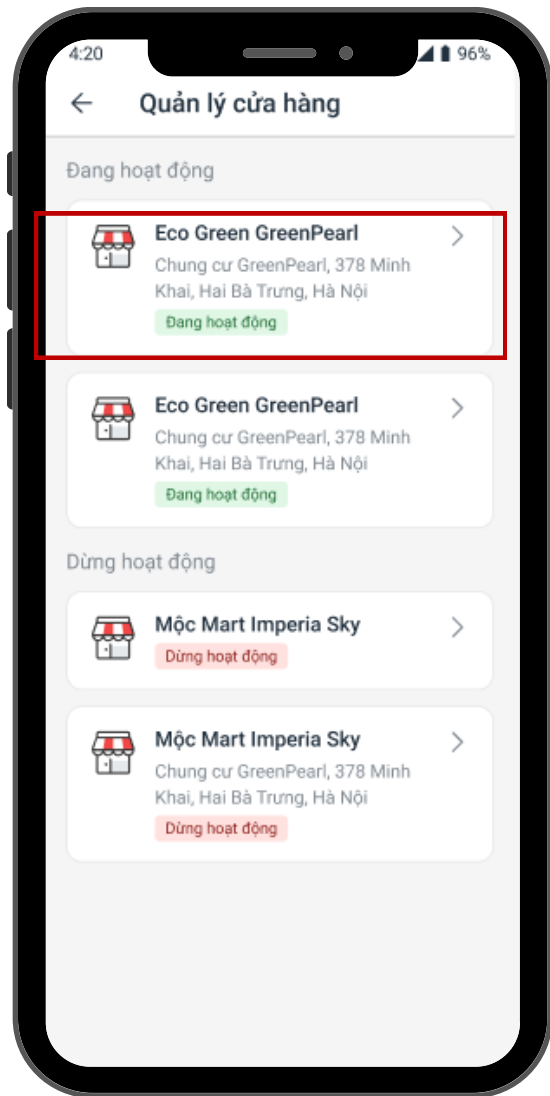 4:20
96%
Quản lý cửa hàng
Đang hoạt động
Eco Green GreenPearl
Chung cư GreenPearl, 378 Minh
Khai, Hai Bà Trưng, Hà Nội
Đang hoạt động
Eco Green GreenPearl
Chung cư GreenPearl, 378 Minh
Khai, Hai Bà Trưng, Hà Nội
Đang hoạt động
Dừng hoạt động
Mộc Mart Imperia Sky
Dừng hoạt động
Mộc Mart Imperia Sky
Chung cư GreenPearl, 378 Minh
Khai, Hai Bà Trưng, Hà Nội
Dừng hoạt động